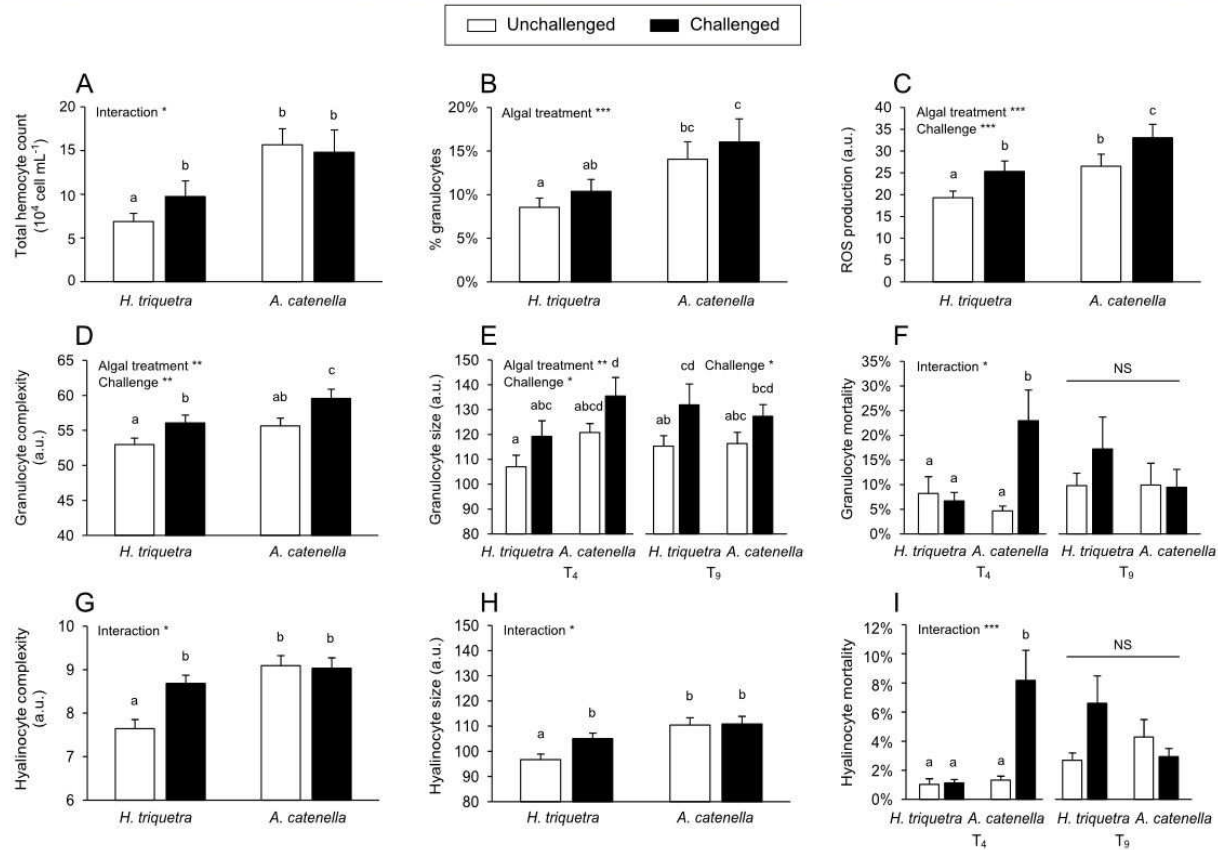 Unchallenged Challenged
A
Interaction *
Total hemocyte count
(10⁴ cell mL⁻¹)
20
15
10
5
0
a b b b
H. triquetra A. catenella
B
Algal treatment ***
% granulocytes
20%
15%
10%
5%
0%
a ab bc c
H. triquetra A. catenella
C
Algal treatment ***
Challenge ***
ROS production (a.u.)
40
35
30
25
20
15
10
5
0
a b b c
H. triquetra A. catenella
D
Algal treatment **
Challenge **
Granulocyte complexity
(a.u.)
65
60
55
50
45
40
a b ab c
H. triquetra A. catenella
E
Algal treatment **
Challenge *
Challenge *
Granulocyte size (a.u.)
150
140
130
120
110
100
90
80
a abc abcd d ab cd abc bcd
H. triquetra A. catenella H. triquetra A. catenella
T₄ T₉
F
Interaction *
NS
Granulocyte mortality
35%
30%
25%
20%
15%
10%
5%
0%
a a a b
H. triquetra A. catenella H. triquetra A. catenella
T₄ T₉
G
Interaction *
Hyalinocyte complexity
(a.u.)
10
9
8
7
6
a b b b
H. triquetra A. catenella
H
Interaction *
Hyalinocyte size (a.u.)
150
140
130
120
110
100
90
80
a b b b
H. triquetra A. catenella
I
Interaction ***
NS
Hyalinocyte mortality
12%
10%
8%
6%
4%
2%
0%
a a a b
H. triquetra A. catenella H. triquetra A. catenella
T₄ T₉